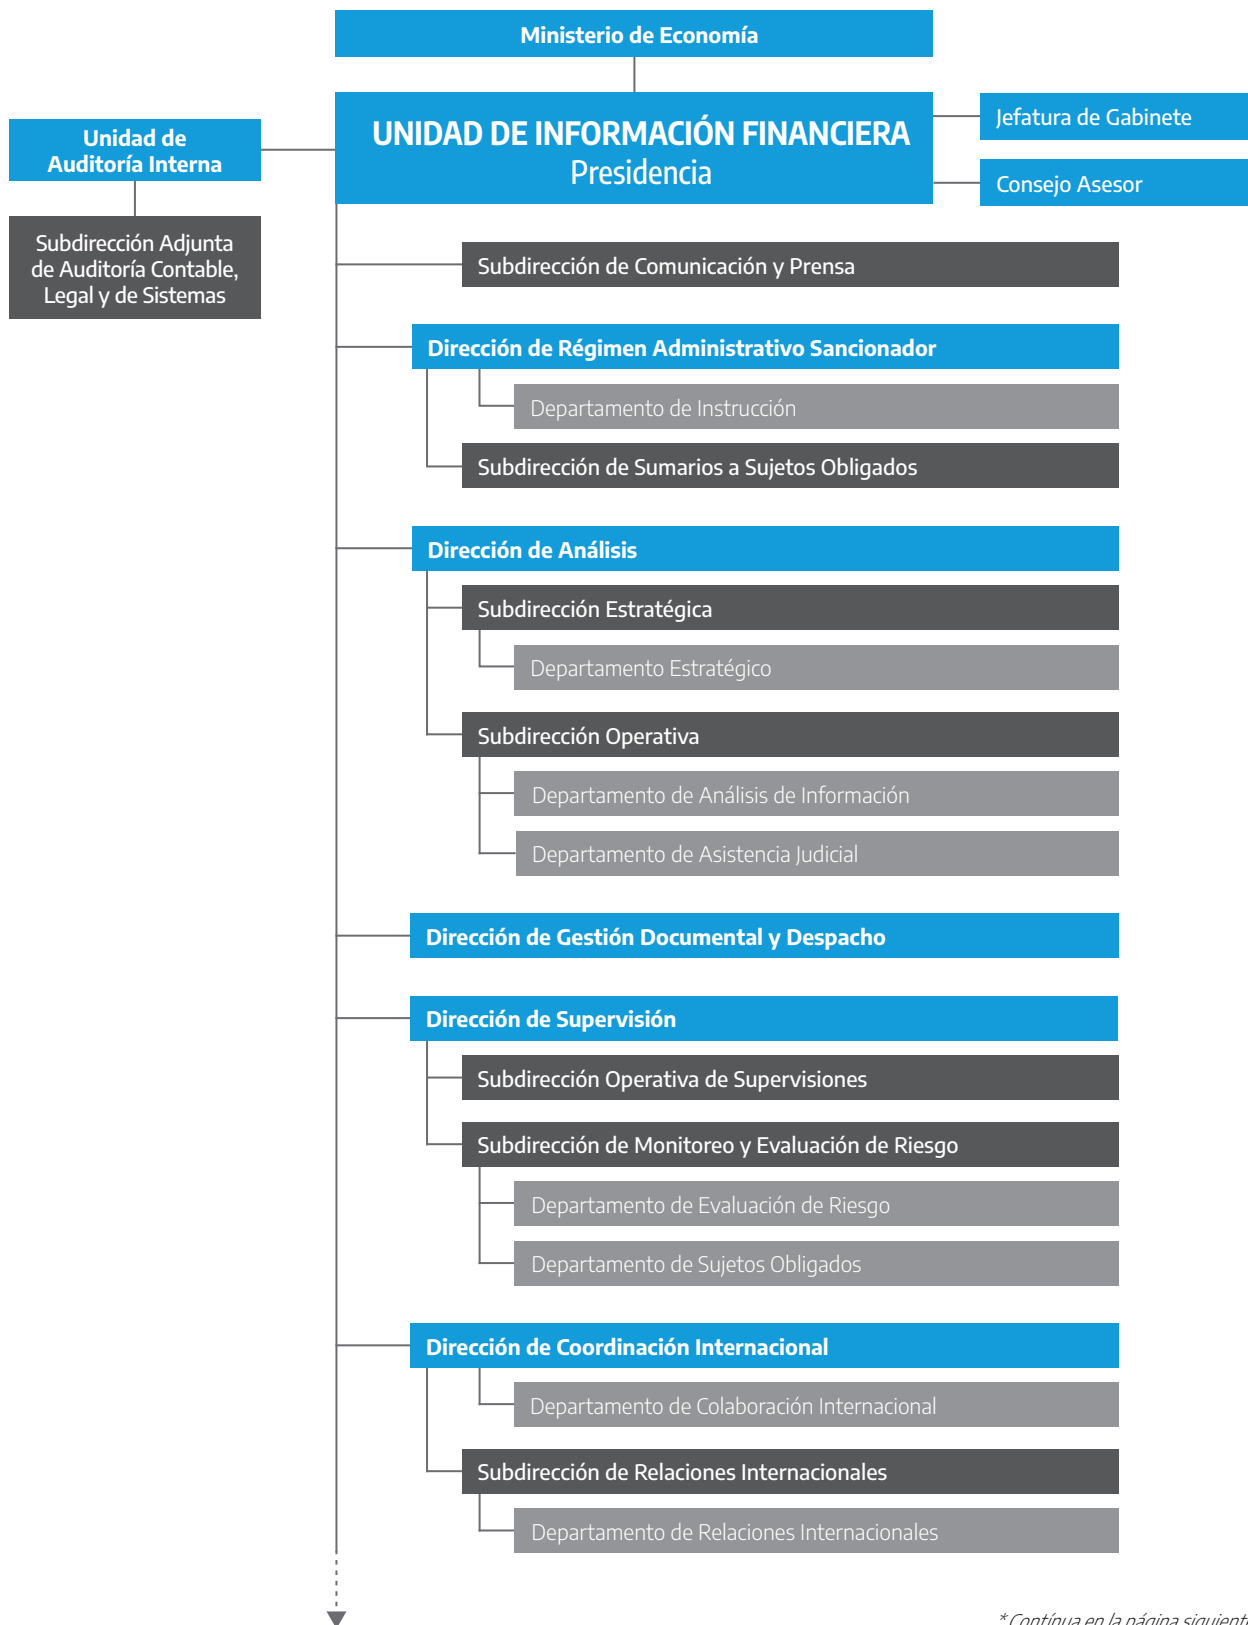 Ministerio de Economía
UNIDAD DE INFORMACIÓN FINANCIERA
Presidencia
Jefatura de Gabinete
Consejo Asesor
Unidad de
Auditoría Interna
Subdirección Adjunta
de Auditoría Contable,
Legal y de Sistemas
Subdirección de Comunicación y Prensa
Dirección de Régimen Administrativo Sancionador
Departamento de Instrucción
Subdirección de Sumarios a Sujetos Obligados
Dirección de Análisis
Subdirección Estratégica
Departamento Estratégico
Subdirección Operativa
Departamento de Análisis de Información
Departamento de Asistencia Judicial
Dirección de Gestión Documental y Despacho
Dirección de Supervisión
Subdirección Operativa de Supervisiones
Subdirección de Monitoreo y Evaluación de Riesgo
Departamento de Evaluación de Riesgo
Departamento de Sujetos Obligados
Dirección de Coordinación Internacional
Departamento de Colaboración Internacional
Subdirección de Relaciones Internacionales
Departamento de Relaciones Internacionales
* Contínua en la página siguiente